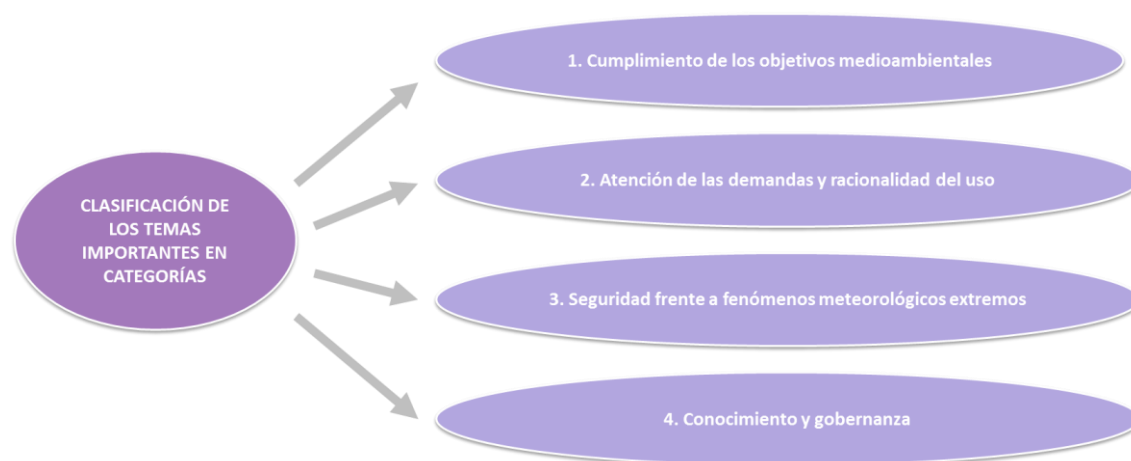 CLASIFICACIÓN DE
LOS TEMAS
IMPORTANTES EN
CATEGORÍAS
1. Cumplimiento de los objetivos medioambientales
2. Atención de las demandas y racionalidad del uso
3. Seguridad frente a fenómenos meteorológicos extremos
4. Conocimiento y gobernanza